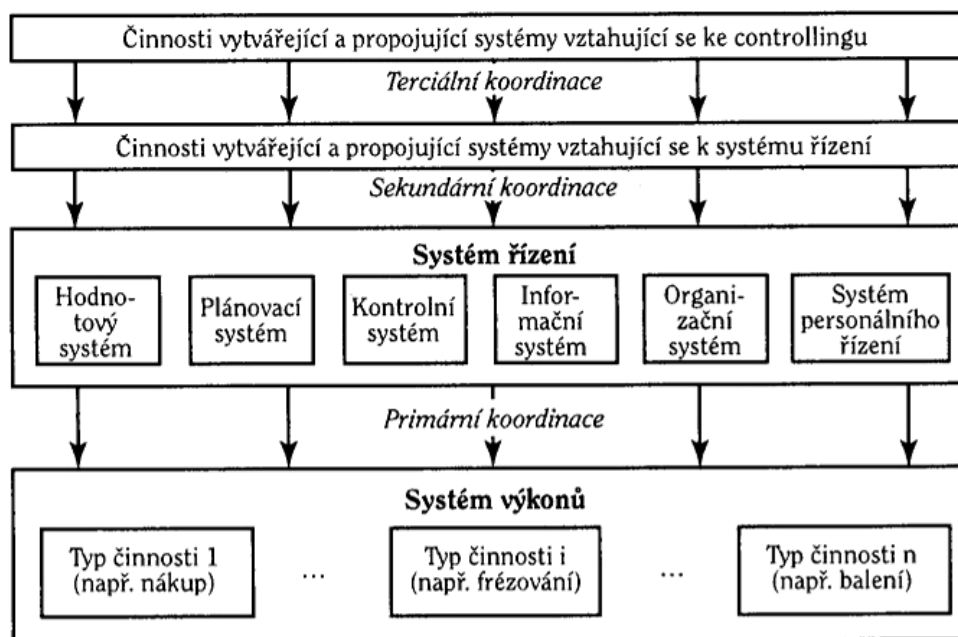 Činnosti vytvářející a propojující systémy vztahující se ke controllingu
Terciální koordinace
Činnosti vytvářející a propojující systémy vztahující se k systému řízení
Sekundární koordinace
Systém řízení
Hodno-
tový
systém
Plánovací
systém
Kontrolní
systém
Infor-
mační
systém
Organi-
zační
systém
Systém
personálního
řízení
Primární koordinace
Systém výkonů
Typ činnosti 1
(např. nákup)
...
Typ činnosti i
(např. frézování)
...
Typ činnosti n
(např. balení)